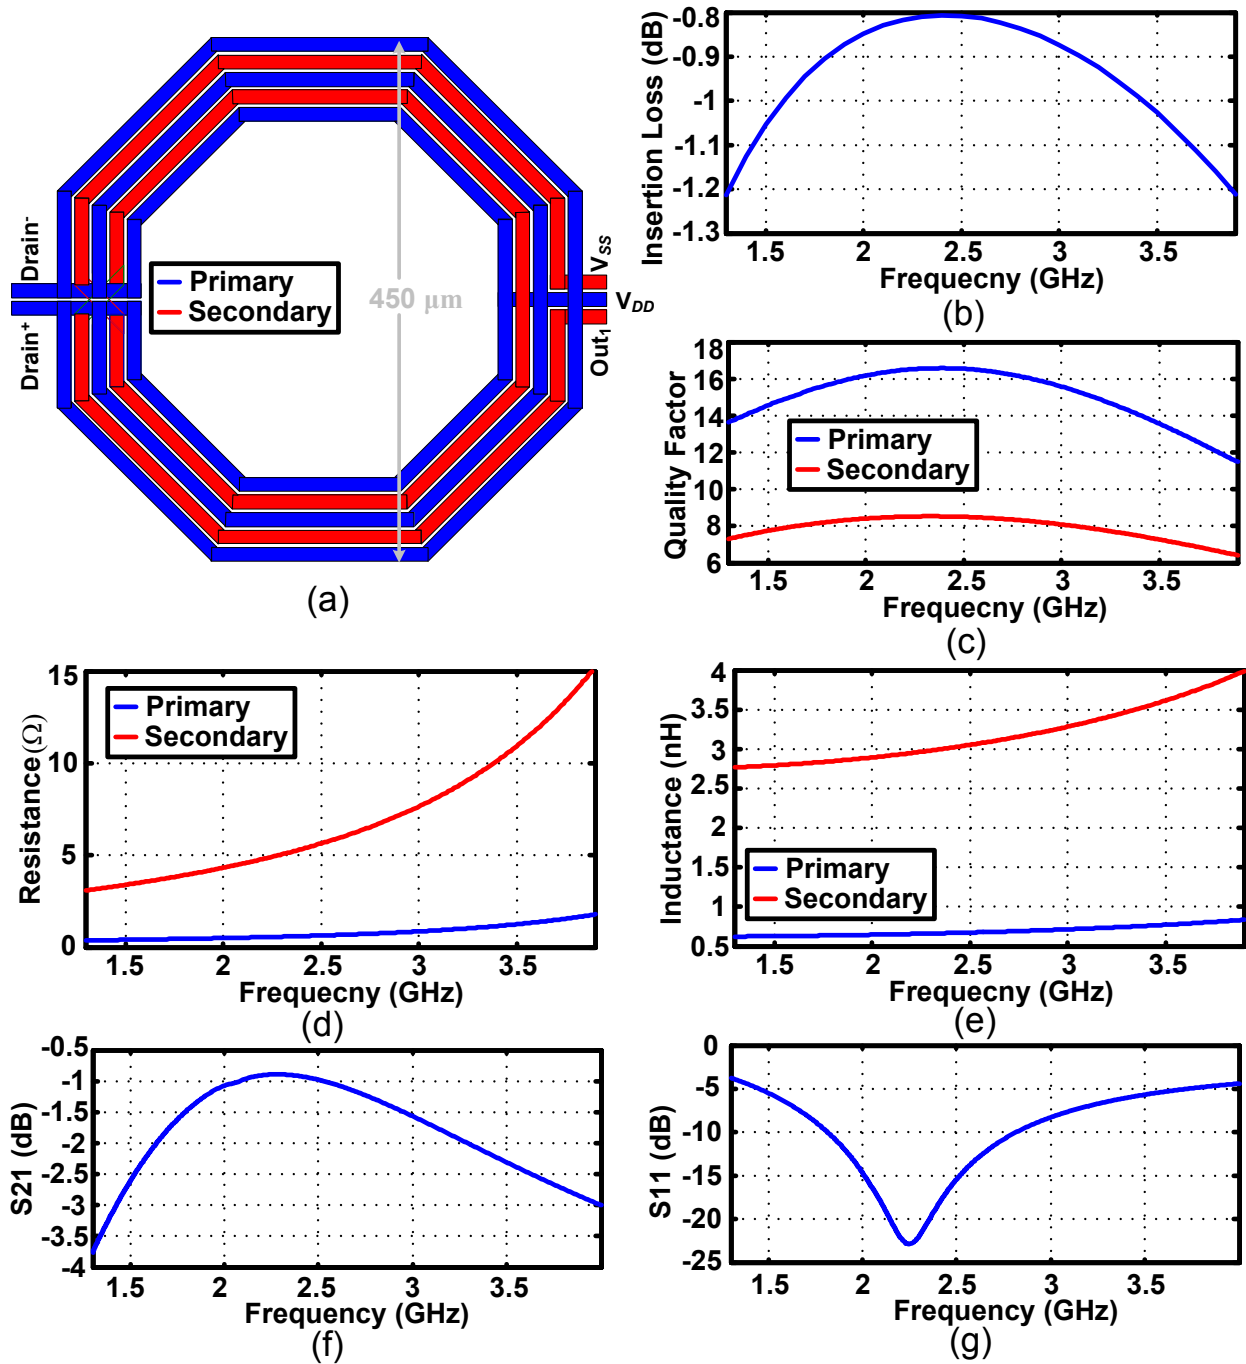 Drain⁻
Drain⁺
Primary
Secondary
450 µm
V_SS
V_DD
Out₁
(a)
-0.8
-0.9
-1
-1.1
-1.2
-1.3
Insertion Loss (dB)
1.5 2 2.5 3 3.5
Frequecny (GHz)
(b)
18
16
14
12
10
8
6
Quality Factor
Primary
Secondary
1.5 2 2.5 3 3.5
Frequecny (GHz)
(c)
15
10
5
0
Resistance(Ω)
Primary
Secondary
1.5 2 2.5 3 3.5
Frequecny (GHz)
(d)
4
3.5
3
2.5
2
1.5
1
0.5
Inductance (nH)
Primary
Secondary
1.5 2 2.5 3 3.5
Frequecny (GHz)
(e)
-0.5
-1
-1.5
-2
-2.5
-3
-3.5
-4
S21 (dB)
1.5 2 2.5 3 3.5
Frequency (GHz)
(f)
0
-5
-10
-15
-20
-25
S11 (dB)
1.5 2 2.5 3 3.5
Frequency (GHz)
(g)